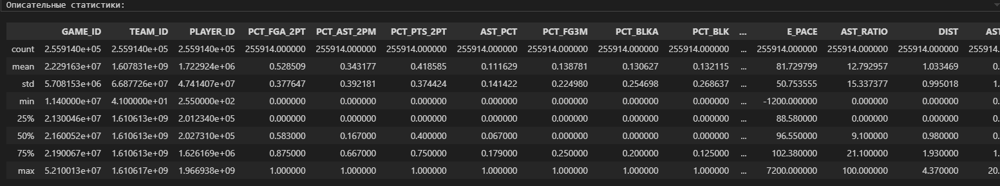 Описательные статистики:
GAME_ID TEAM_ID PLAYER_ID PCT_FGA_2PT PCT_AST_2PM PCT_PTS_2PT AST_PCT PCT_FG3M PCT_BLKA PCT_BLK ... E_PACE AST_RATIO DIST AST
count 2.559140e+05 2.559140e+05 2.559140e+05 255914.000000 255914.000000 255914.000000 255914.000000 255914.000000 255914.000000 255914.000000 ... 255914.000000 255914.000000 255914.000000 255914.
mean 2.229163e+07 1.607831e+09 1.722924e+06 0.528509 0.343177 0.418585 0.111629 0.138781 0.130627 0.132115 ... 81.729799 12.792957 1.033469 0.
std 5.708153e+06 6.687726e+07 4.741407e+07 0.377647 0.392181 0.374424 0.141422 0.224980 0.254698 0.268637 ... 50.753555 15.337377 0.995018 1.
min 1.140000e+07 4.100000e+01 2.550000e+02 0.000000 0.000000 0.000000 0.000000 0.000000 0.000000 0.000000 ... -1200.000000 0.000000 0.000000 0.
25% 2.130046e+07 1.610613e+09 2.012340e+05 0.000000 0.000000 0.000000 0.000000 0.000000 0.000000 0.000000 ... 88.580000 0.000000 0.000000 0.
50% 2.160052e+07 1.610613e+09 2.027310e+05 0.583000 0.167000 0.400000 0.067000 0.000000 0.000000 0.000000 ... 96.550000 9.100000 0.980000 0.
75% 2.190067e+07 1.610613e+09 1.626169e+06 0.875000 0.667000 0.750000 0.179000 0.250000 0.200000 0.125000 ... 102.380000 21.100000 1.930000 1.
max 5.210013e+07 1.610617e+09 1.966938e+09 1.000000 1.000000 1.000000 1.000000 1.000000 1.000000 1.000000 ... 7200.000000 100.000000 4.370000 20.